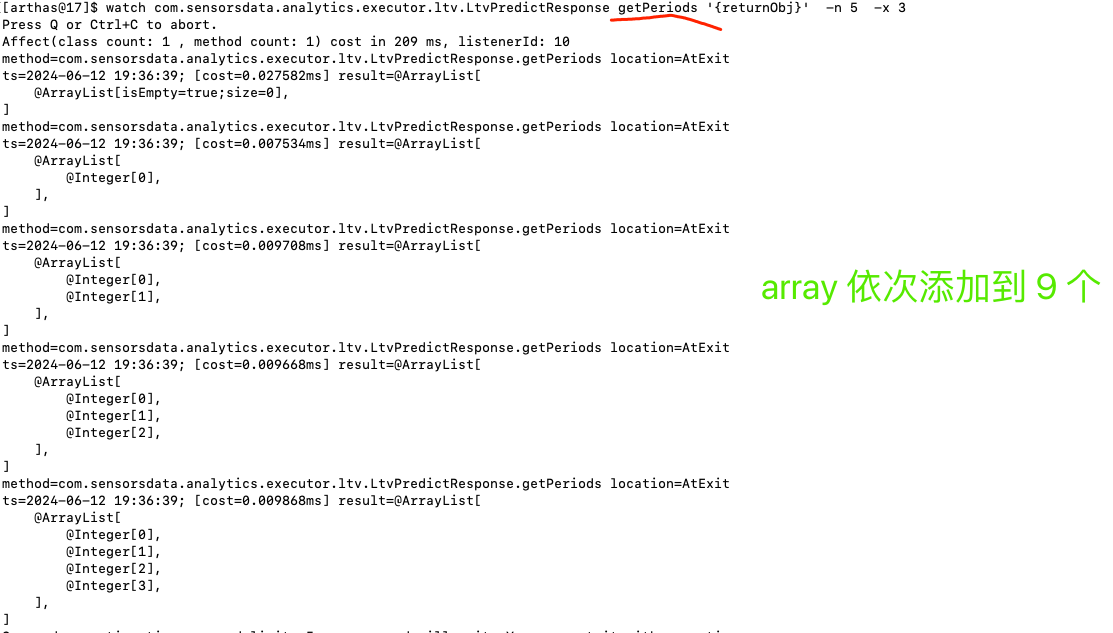 [arthas@17]$ watch com.sensorsdata.analytics.executor.ltv.LtvPredictResponse getPeriods '{returnObj}'  -n 5  -x 3
Press Q or Ctrl+C to abort.
Affect(class count: 1 , method count: 1) cost in 209 ms, listenerId: 10
method=com.sensorsdata.analytics.executor.ltv.LtvPredictResponse.getPeriods location=AtExit
ts=2024-06-12 19:36:39; [cost=0.027582ms] result=@ArrayList[
    @ArrayList[isEmpty=true;size=0],
]
method=com.sensorsdata.analytics.executor.ltv.LtvPredictResponse.getPeriods location=AtExit
ts=2024-06-12 19:36:39; [cost=0.007534ms] result=@ArrayList[
    @ArrayList[
        @Integer[0],
    ],
]
method=com.sensorsdata.analytics.executor.ltv.LtvPredictResponse.getPeriods location=AtExit
ts=2024-06-12 19:36:39; [cost=0.009708ms] result=@ArrayList[
    @ArrayList[
        @Integer[0],
        @Integer[1],
    ],
]
array 依次添加到 9 个
method=com.sensorsdata.analytics.executor.ltv.LtvPredictResponse.getPeriods location=AtExit
ts=2024-06-12 19:36:39; [cost=0.009668ms] result=@ArrayList[
    @ArrayList[
        @Integer[0],
        @Integer[1],
        @Integer[2],
    ],
]
method=com.sensorsdata.analytics.executor.ltv.LtvPredictResponse.getPeriods location=AtExit
ts=2024-06-12 19:36:39; [cost=0.009868ms] result=@ArrayList[
    @ArrayList[
        @Integer[0],
        @Integer[1],
        @Integer[2],
        @Integer[3],
    ],
]